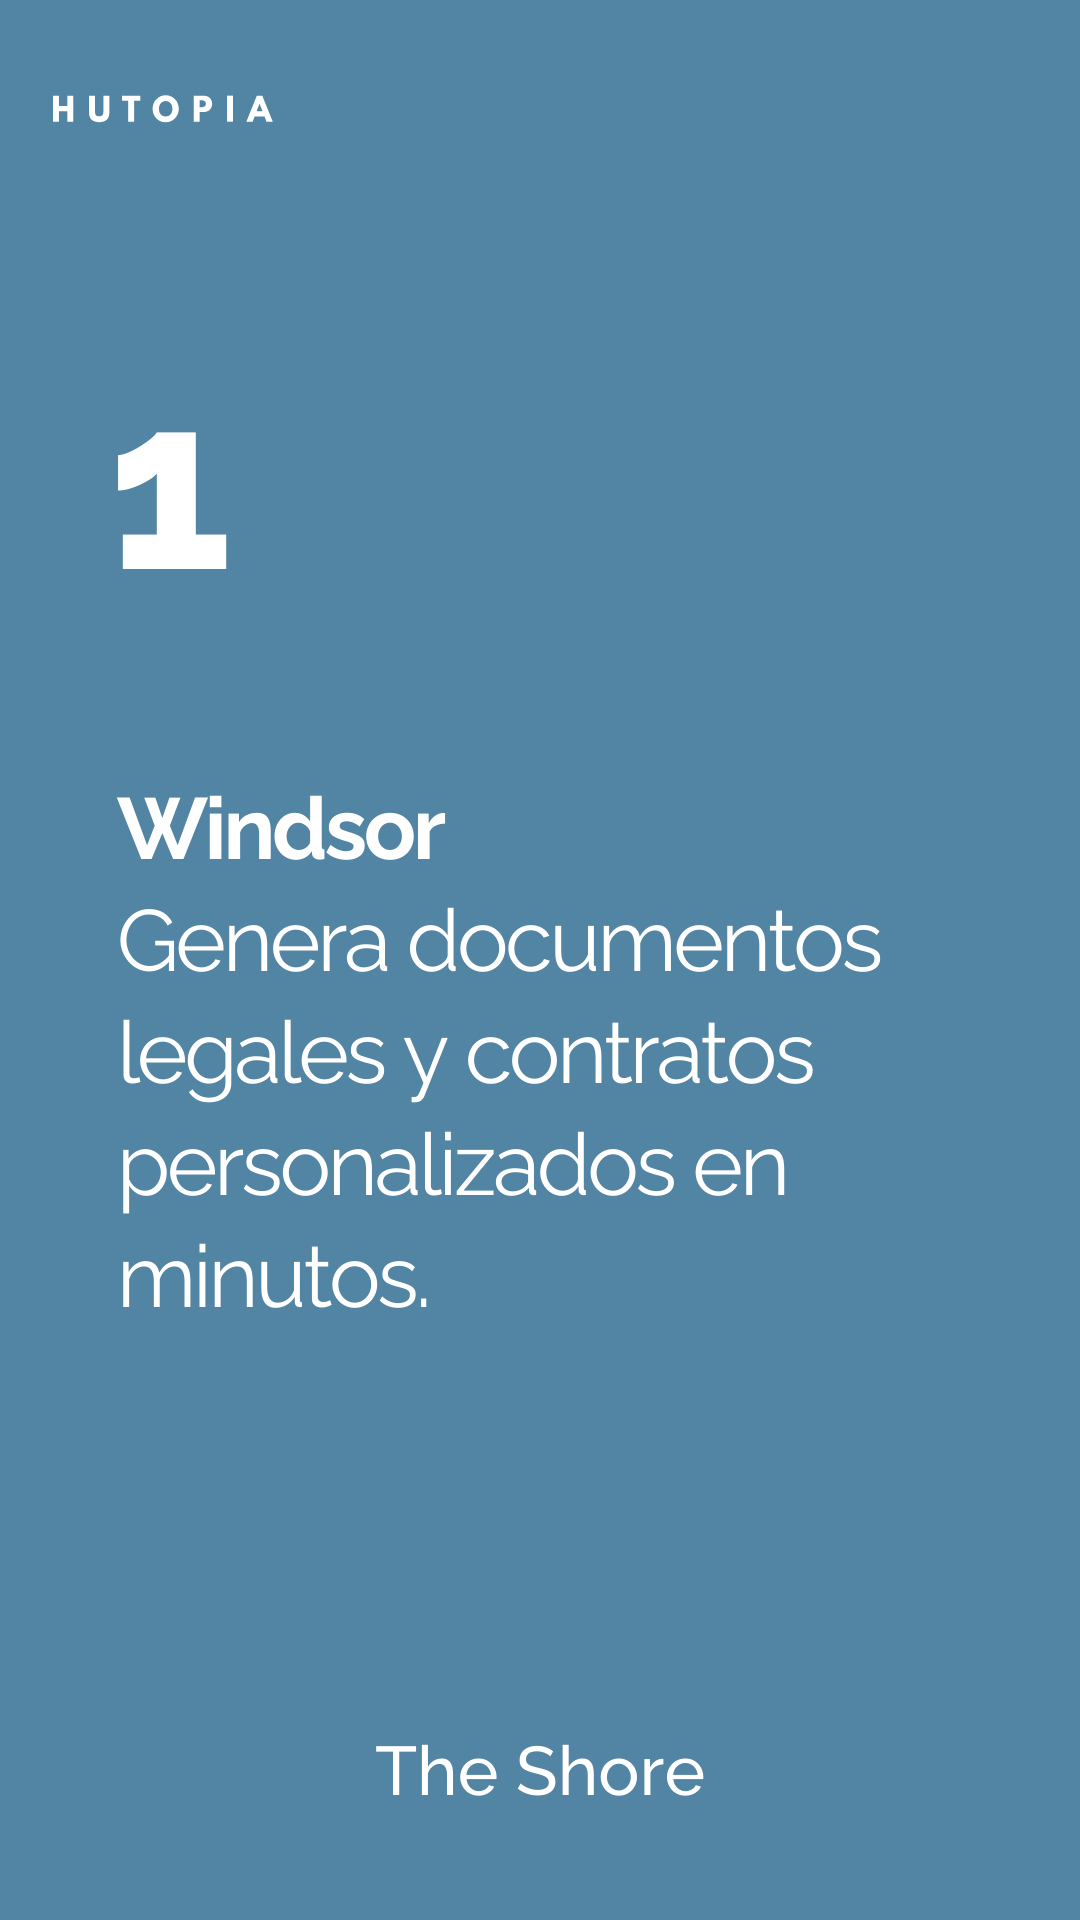 HUTOPIA
1
Windsor
Genera documentos
legales y contratos
personalizados en
minutos.
The Shore